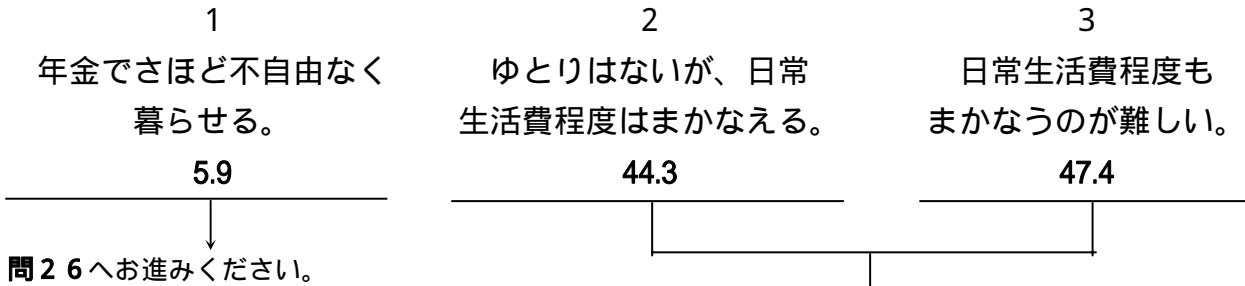 1 2 3
年金でさほど不自由なく ゆとりはないが、日常 日常生活費程度も
暮らせる。 生活費程度はまかなえる。 まかなうのが難しい。
5.9 44.3 47.4
問26へお進みください。